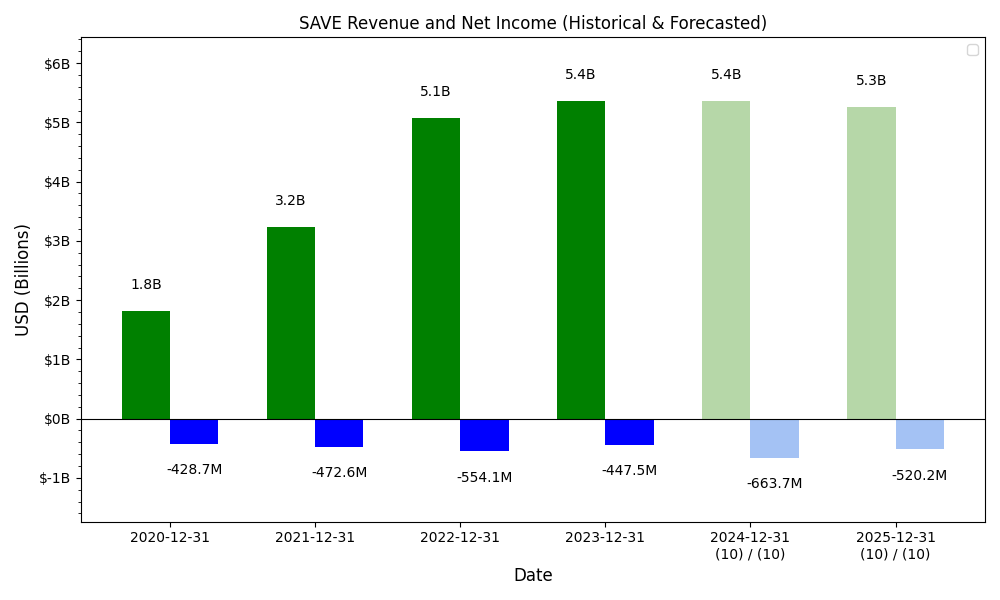 SAVE Revenue and Net Income (Historical & Forecasted)
USD (Billions)
$6B
$5B
$4B
$3B
$2B
$1B
$0B
$-1B
1.8B
3.2B
5.1B
5.4B
5.4B
5.3B
-428.7M
-472.6M
-554.1M
-447.5M
-663.7M
-520.2M
2020-12-31
2021-12-31
2022-12-31
2023-12-31
2024-12-31
(10) / (10)
2025-12-31
(10) / (10)
Date